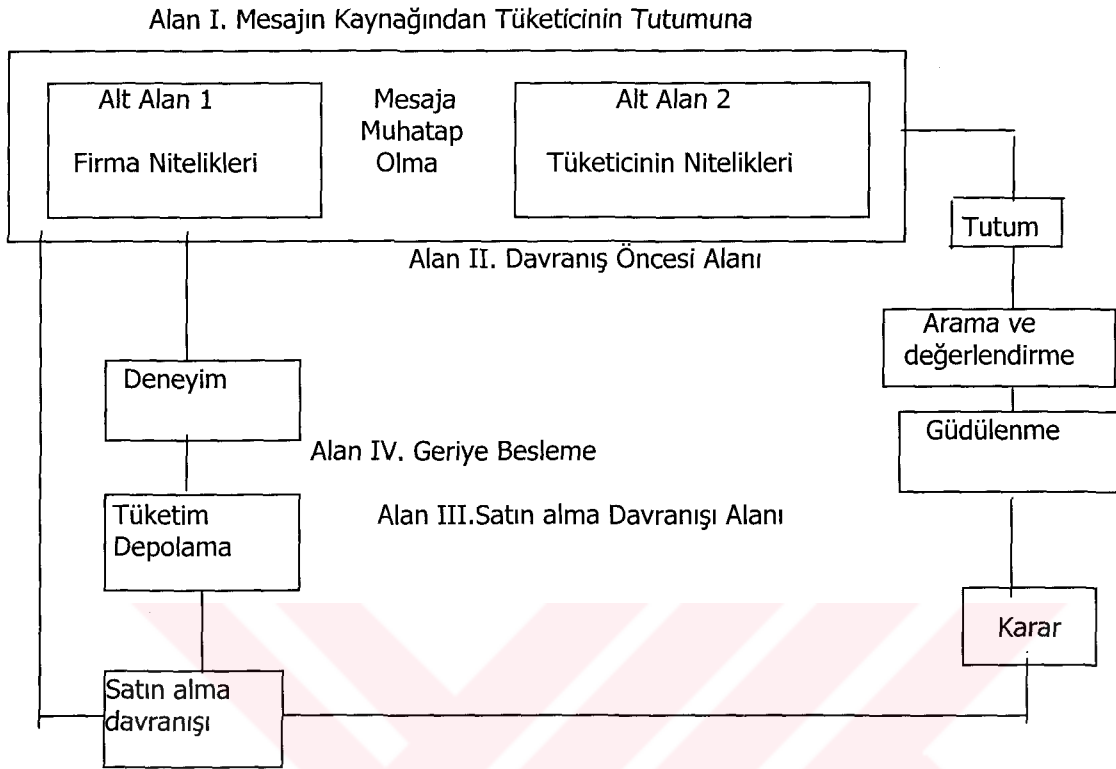 Alan I. Mesajın Kaynağından Tüketicinin Tutumuna
Alt Alan 1
Firma Nitelikleri
Mesaja
Muhatap
Olma
Alt Alan 2
Tüketicinin Nitelikleri
Tutum
Alan II. Davranış Öncesi Alanı
Arama ve
değerlendirme
Deneyim
Güdülenme
Alan IV. Geriye Besleme
Tüketim
Depolama
Alan III.Satın alma Davranışı Alanı
Karar
Satın alma
davranışı